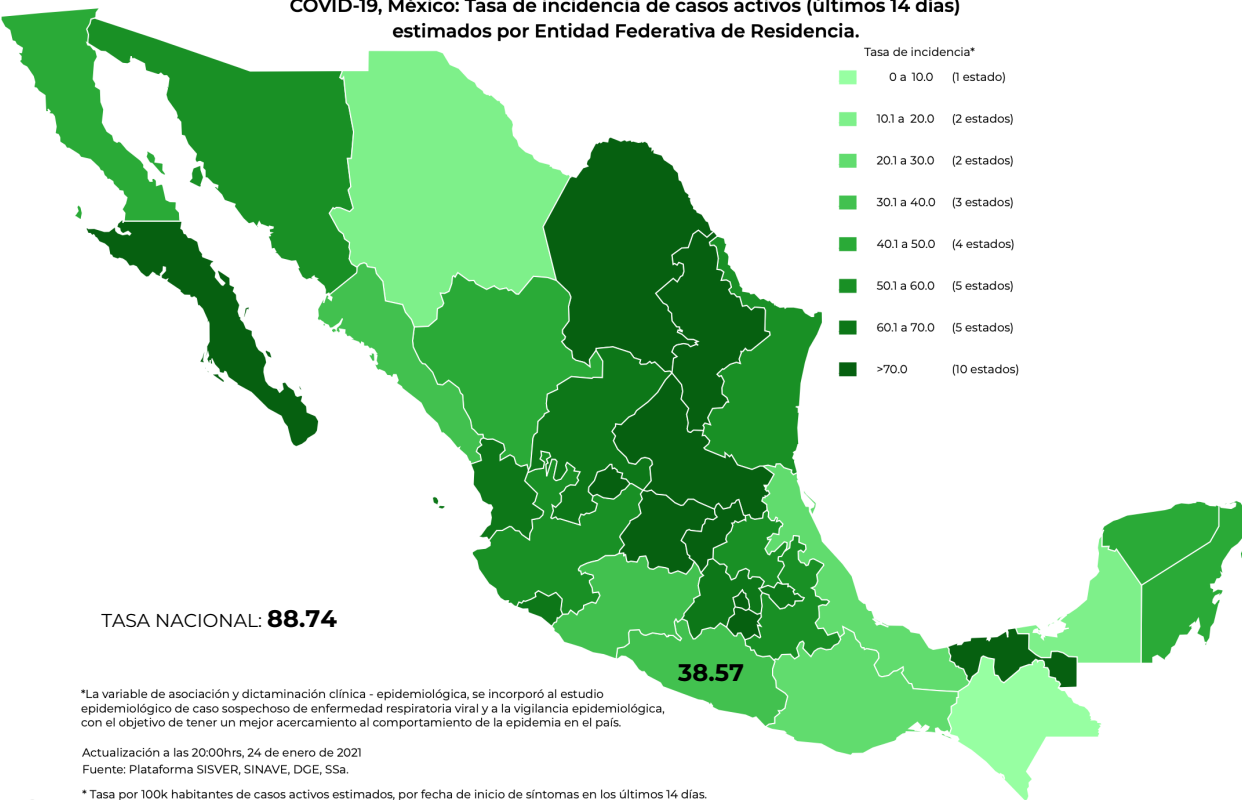 COVID-19, México: Tasa de incidencia de casos activos (últimos 14 días)
estimados por Entidad Federativa de Residencia.
Tasa de incidencia*
0 a 10.0 (1 estado)
10.1 a 20.0 (2 estados)
20.1 a 30.0 (2 estados)
30.1 a 40.0 (3 estados)
40.1 a 50.0 (4 estados)
50.1 a 60.0 (5 estados)
60.1 a 70.0 (5 estados)
>70.0 (10 estados)
TASA NACIONAL: 88.74
38.57
*La variable de asociación y dictaminación clínica - epidemiológica, se incorporó al estudio
epidemiológico de caso sospechoso de enfermedad respiratoria viral y a la vigilancia epidemiológica,
con el objetivo de tener un mejor acercamiento al comportamiento de la epidemia en el país.
Actualización a las 20:00hrs, 24 de enero de 2021
Fuente: Plataforma SISVER, SINAVE, DGE, SSa.
* Tasa por 100k habitantes de casos activos estimados, por fecha de inicio de síntomas en los últimos 14 días.